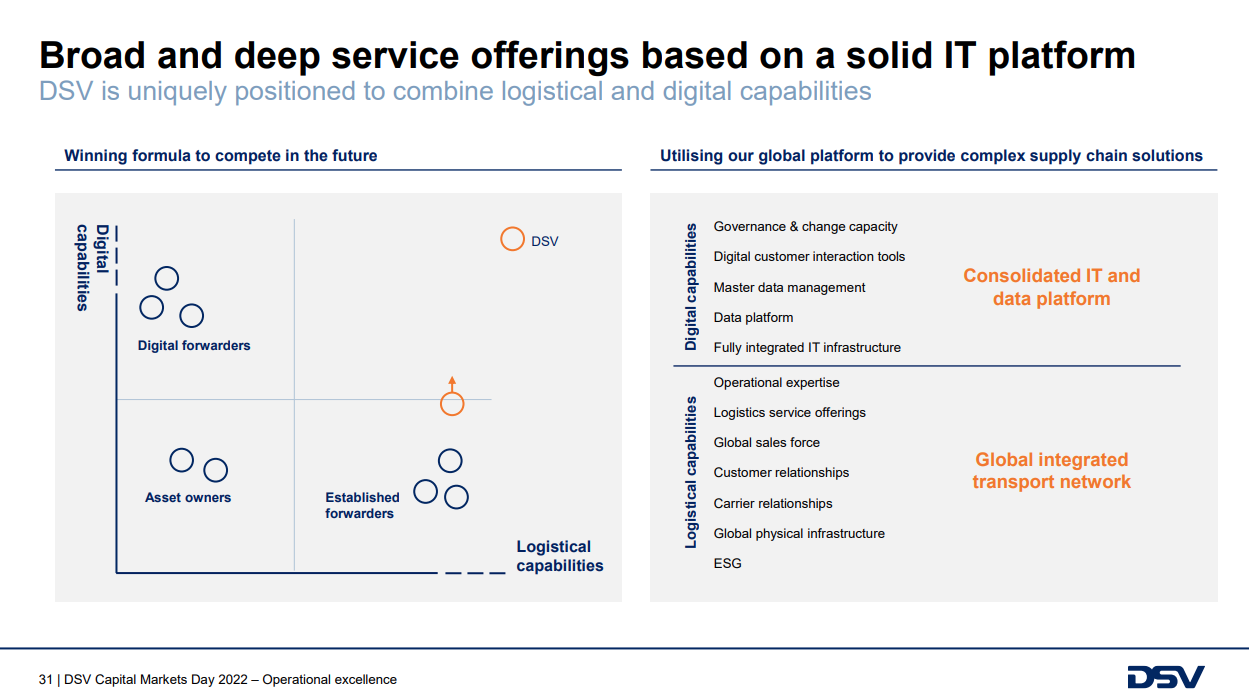 Broad and deep service offerings based on a solid IT platform
DSV is uniquely positioned to combine logistical and digital capabilities
Winning formula to compete in the future
Digital
capabilities
DSV
Digital forwarders
Asset owners
Established
forwarders
Logistical
capabilities
Utilising our global platform to provide complex supply chain solutions
Digital capabilities
Governance & change capacity
Digital customer interaction tools
Master data management
Data platform
Fully integrated IT infrastructure
Consolidated IT and
data platform
Logistical capabilities
Operational expertise
Logistics service offerings
Global sales force
Customer relationships
Carrier relationships
Global physical infrastructure
ESG
Global integrated
transport network
31 | DSV Capital Markets Day 2022 – Operational excellence
DSV